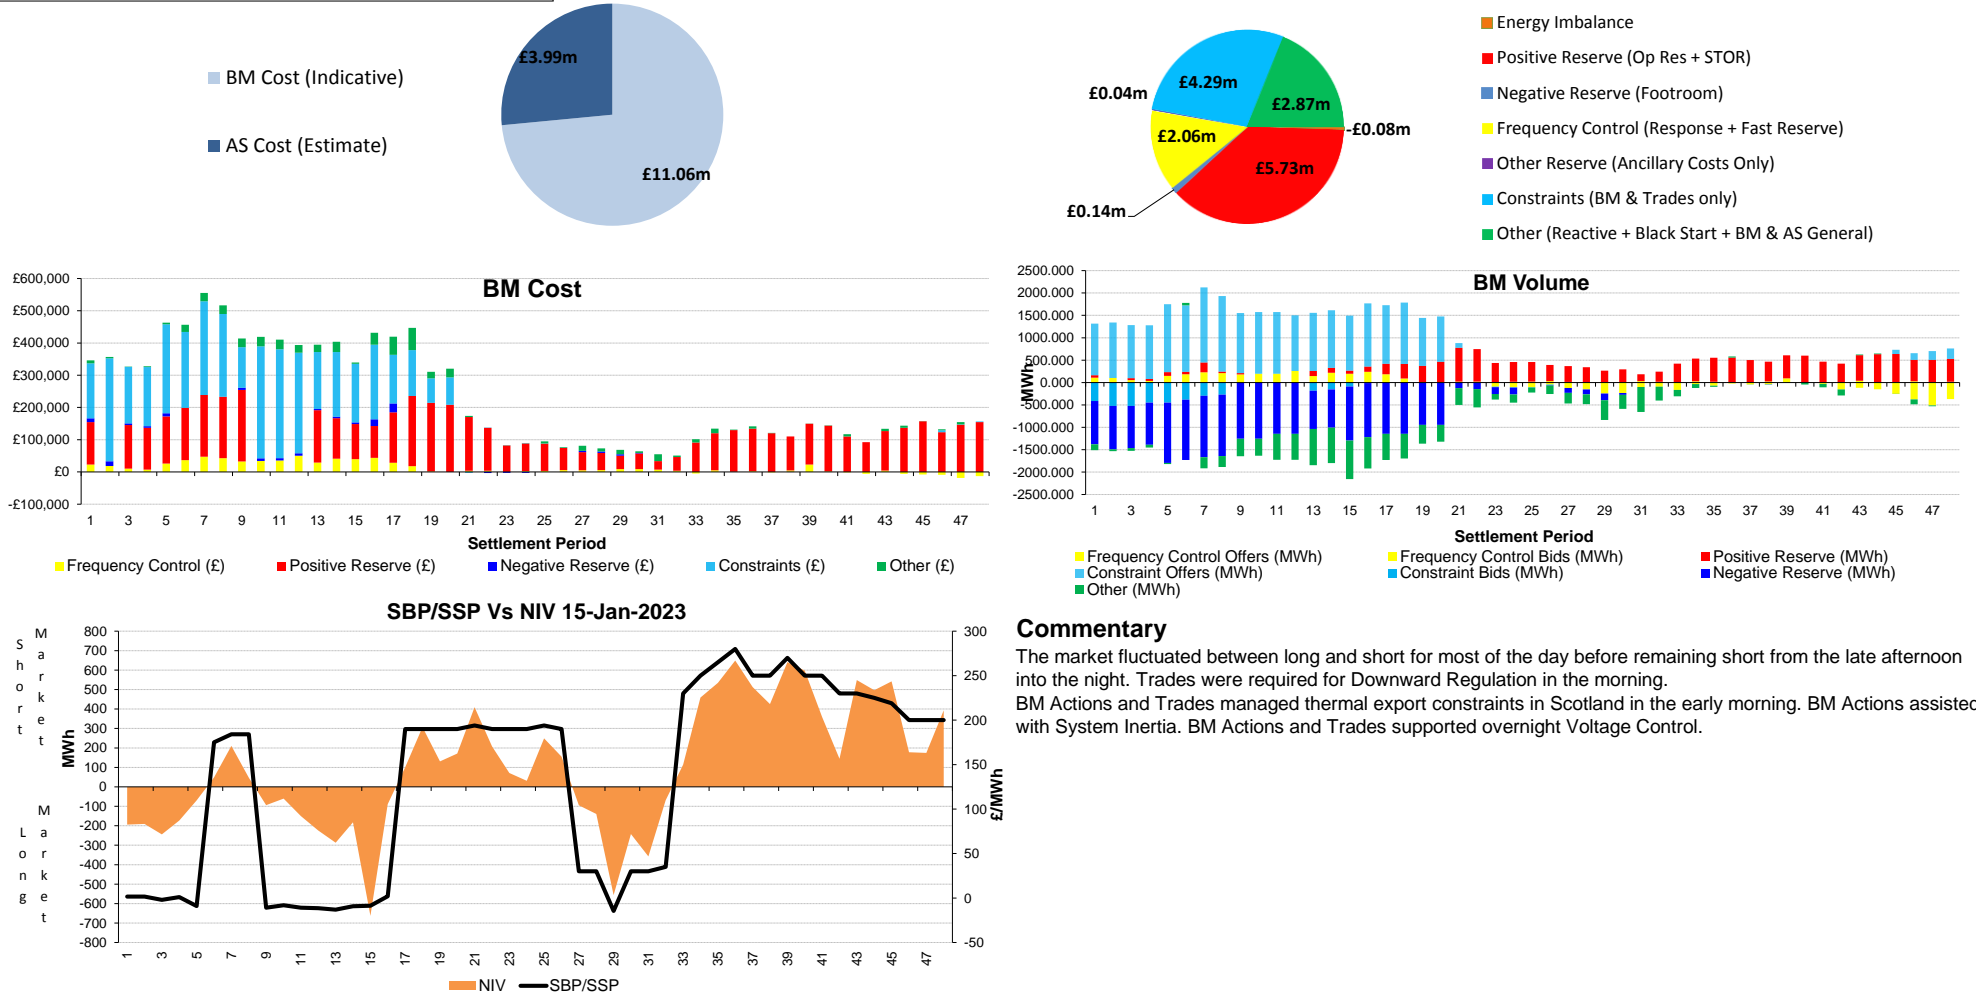 BM Cost (Indicative)
AS Cost (Estimate)
£3.99m
£11.06m
£4.29m
£2.87m
£0.04m
-£0.08m
£2.06m
£5.73m
£0.14m
Energy Imbalance
Positive Reserve (Op Res + STOR)
Negative Reserve (Footroom)
Frequency Control (Response + Fast Reserve)
Other Reserve (Ancillary Costs Only)
Constraints (BM & Trades only)
Other (Reactive + Black Start + BM & AS General)
BM Cost
£600,000
£500,000
£400,000
£300,000
£200,000
£100,000
£0
-£100,000
1 3 5 7 9 11 13 15 17 19 21 23 25 27 29 31 33 35 37 39 41 43 45 47
Settlement Period
Frequency Control (£) Positive Reserve (£) Negative Reserve (£) Constraints (£) Other (£)
BM Volume
2500.000
2000.000
1500.000
1000.000
500.000
0.000
-500.000
-1000.000
-1500.000
-2000.000
-2500.000
MWh
1 3 5 7 9 11 13 15 17 19 21 23 25 27 29 31 33 35 37 39 41 43 45 47
Settlement Period
Frequency Control Offers (MWh) Frequency Control Bids (MWh) Positive Reserve (MWh)
Constraint Offers (MWh) Constraint Bids (MWh) Negative Reserve (MWh)
Other (MWh)
SBP/SSP Vs NIV 15-Jan-2023
Short Market
Long Market
MWh
800
700
600
500
400
300
200
100
0
-100
-200
-300
-400
-500
-600
-700
-800
300
250
200
150
100
50
0
-50
£/MWh
1 3 5 7 9 11 13 15 17 19 21 23 25 27 29 31 33 35 37 39 41 43 45 47
NIV SBP/SSP
Commentary
The market fluctuated between long and short for most of the day before remaining short from the late afternoon
into the night. Trades were required for Downward Regulation in the morning.
BM Actions and Trades managed thermal export constraints in Scotland in the early morning. BM Actions assisted
with System Inertia. BM Actions and Trades supported overnight Voltage Control.